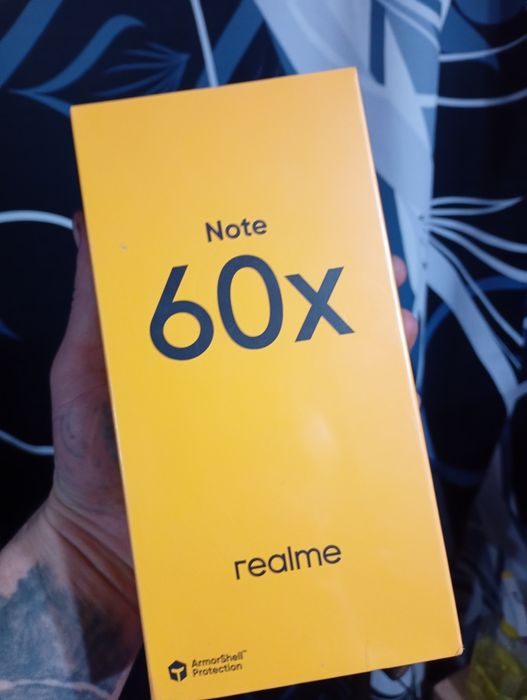 Note
60x
realme
ArmorShell™
Protection